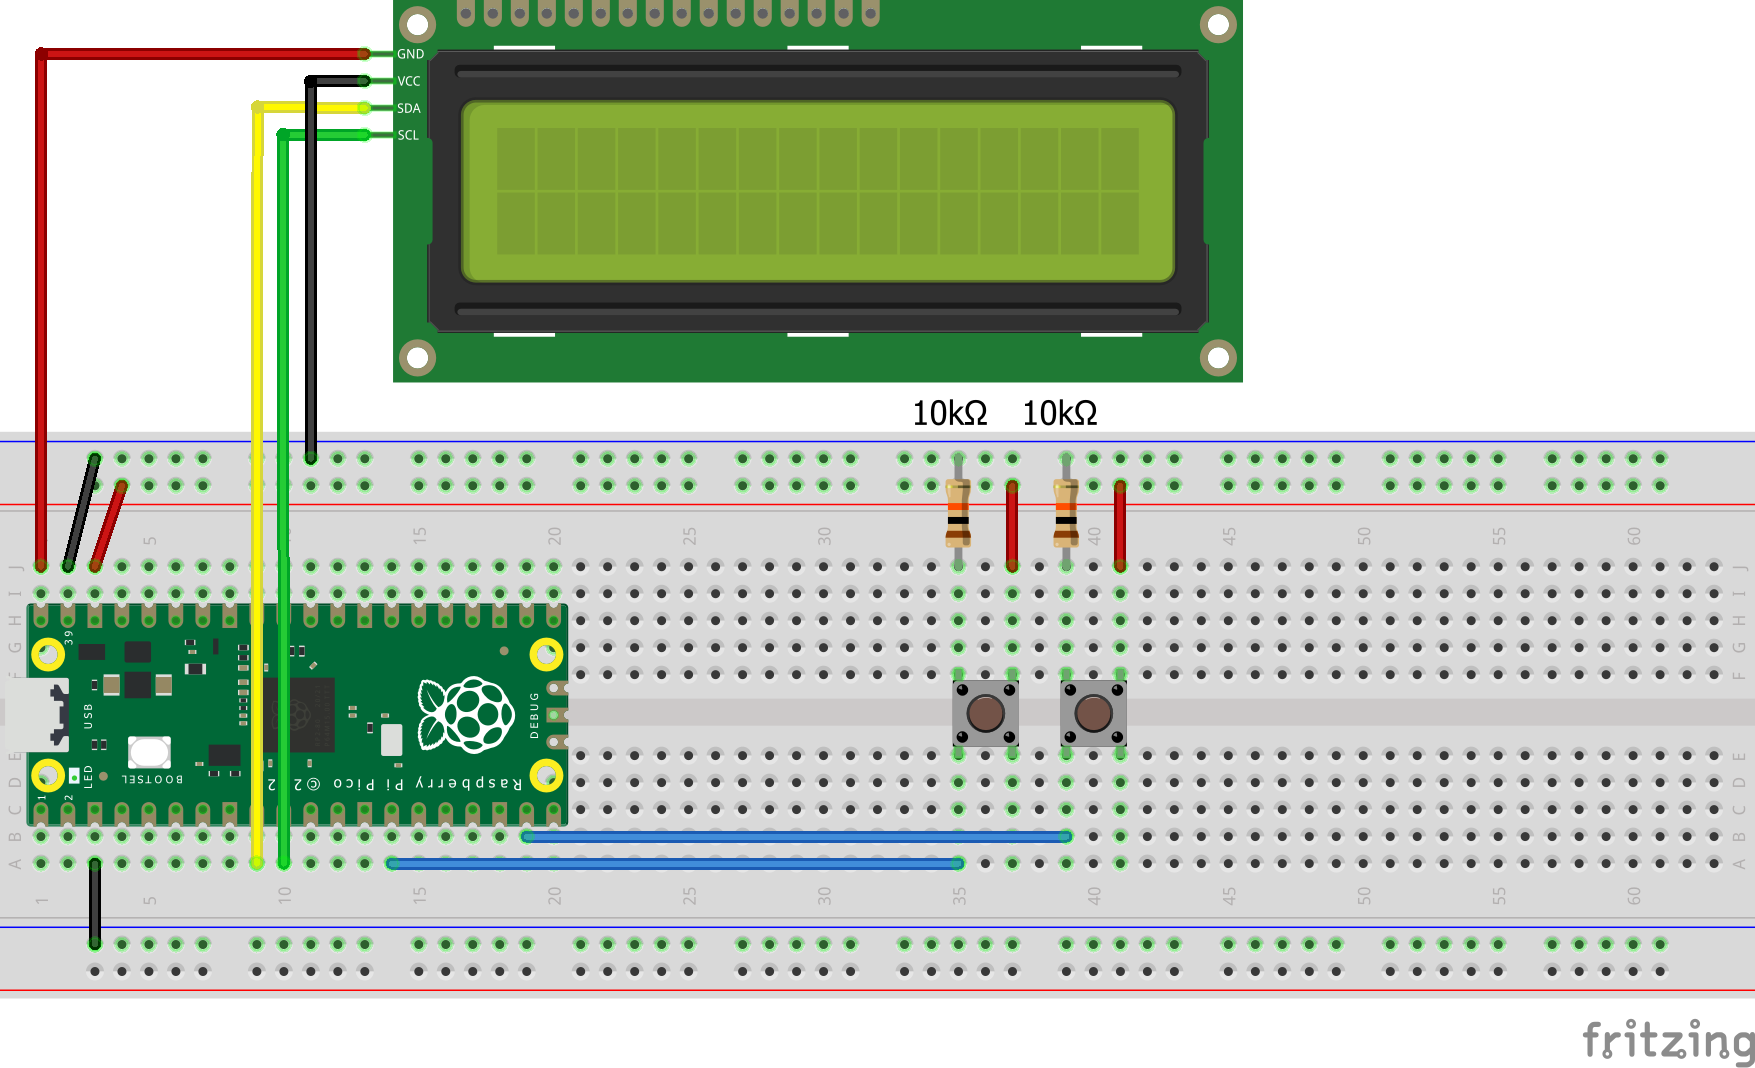 GND
VCC
SDA
SCL
10kΩ 10kΩ
5 15 20 25 30 35 40 45 50 55 60
J J
I I
H H
G G
F
39
USB
DEBUG
LED
BOOTSEL
Raspberry Pi Pico ©2
1
2
E E
D D
C C
B B
A A
1 5 10 15 20 25 30 35 40 45 50 55 60
fritzing